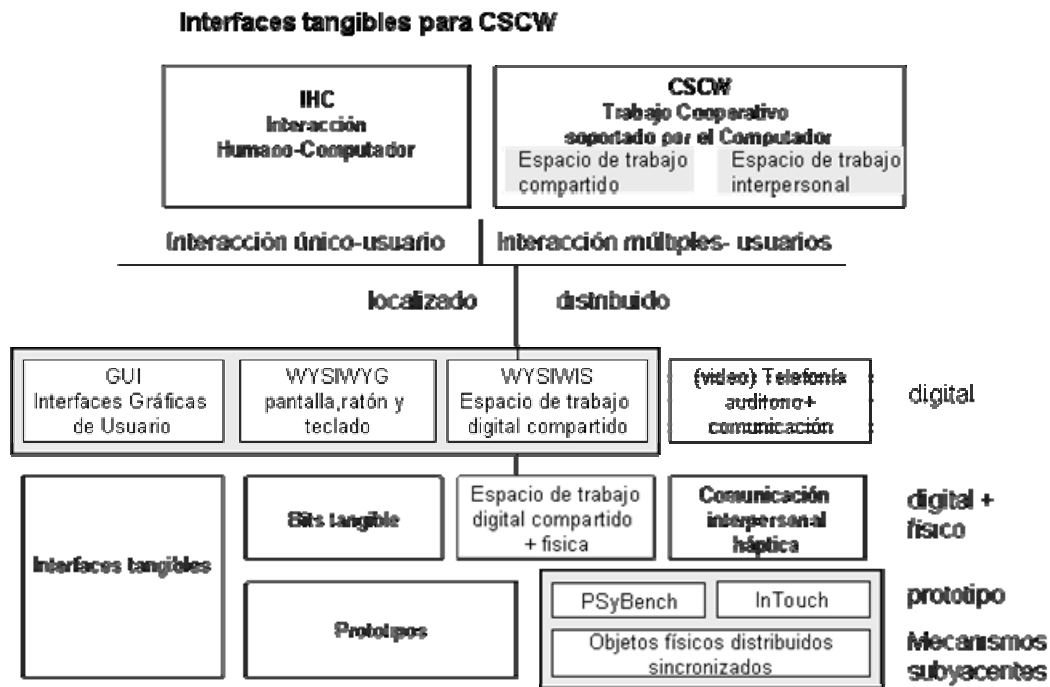 Interfaces tangibles para CSCW
IHC
Interacción
Humano-Computador
CSCW
Trabajo Cooperativo
soportado por el Computador
Espacio de trabajo
compartido
Espacio de trabajo
interpersonal
Interacción único-usuario
Interacción múltiples- usuarios
localizado
distribuido
GUI
Interfaces Gráficas
de Usuario
WYSIWYG
pantalla,ratón y
teclado
WYSIWIS
Espacio de trabajo
digital compartido
(video) Telefonía
auditorio+
comunicación
digital
Interfaces tangibles
Bits tangible
Espacio de trabajo
digital compartido
+ fisica
Comunicación
interpersonal
háptica
digital +
físico
Prototipos
PSyBench
InTouch
prototipo
Objetos físicos distribuidos
sincronizados
Mecanismos
subyacentes